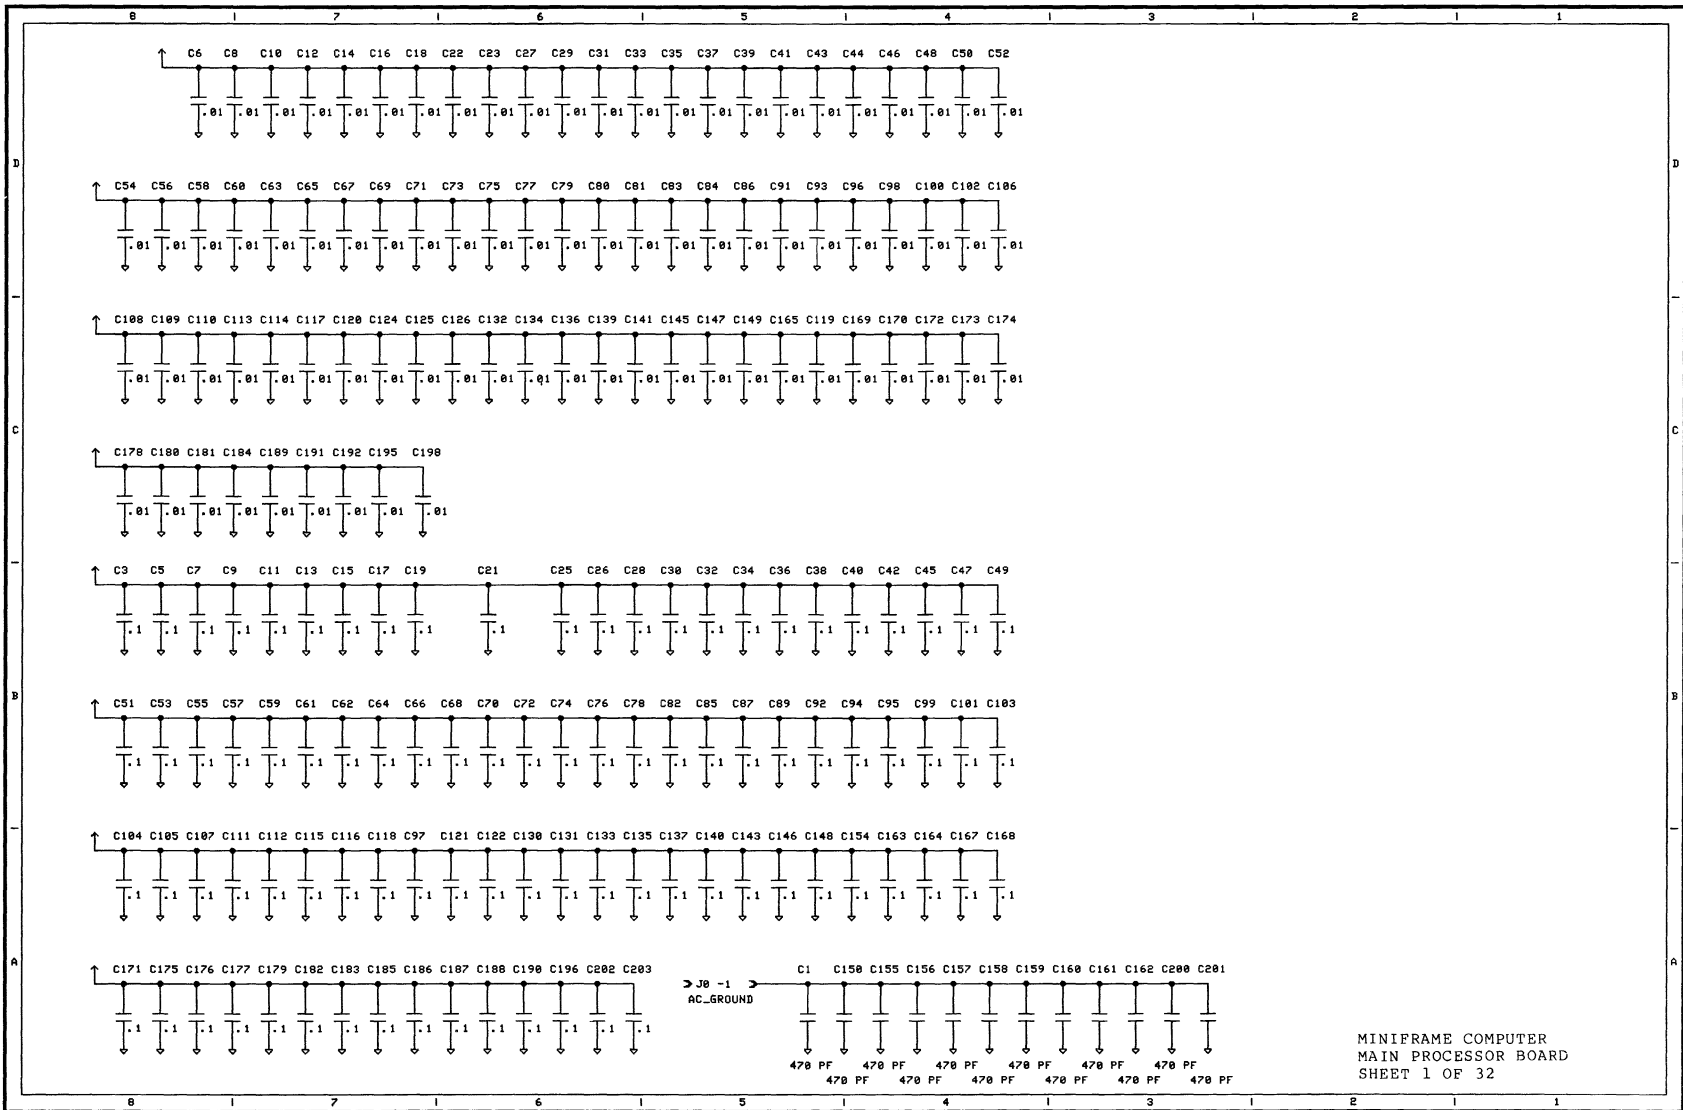 8 7 6 5 4 3 2 1
C6 C8 C10 C12 C14 C16 C18 C22 C23 C27 C29 C31 C33 C35 C37 C39 C41 C43 C44 C46 C48 C50 C52
.01 .01 .01 .01 .01 .01 .01 .01 .01 .01 .01 .01 .01 .01 .01 .01 .01 .01 .01 .01 .01 .01 .01
D D
C54 C56 C58 C60 C63 C65 C67 C69 C71 C73 C75 C77 C79 C80 C81 C83 C84 C86 C91 C93 C96 C98 C100 C102 C106
.01 .01 .01 .01 .01 .01 .01 .01 .01 .01 .01 .01 .01 .01 .01 .01 .01 .01 .01 .01 .01 .01 .01 .01 .01
C108 C109 C110 C113 C114 C117 C120 C124 C125 C126 C132 C134 C136 C139 C141 C145 C147 C149 C165 C119 C169 C170 C172 C173 C174
.01 .01 .01 .01 .01 .01 .01 .01 .01 .01 .01 .01 .01 .01 .01 .01 .01 .01 .01 .01 .01 .01 .01 .01 .01
C C
C178 C180 C181 C184 C189 C191 C192 C195 C198
.01 .01 .01 .01 .01 .01 .01 .01 .01
C3 C5 C7 C9 C11 C13 C15 C17 C19 C21 C25 C26 C28 C30 C32 C34 C36 C38 C40 C42 C45 C47 C49
.1 .1 .1 .1 .1 .1 .1 .1 .1 .1 .1 .1 .1 .1 .1 .1 .1 .1 .1 .1 .1 .1 .1
B B
C51 C53 C55 C57 C59 C61 C62 C64 C66 C68 C70 C72 C74 C76 C78 C82 C85 C87 C89 C92 C94 C95 C99 C101 C103
.1 .1 .1 .1 .1 .1 .1 .1 .1 .1 .1 .1 .1 .1 .1 .1 .1 .1 .1 .1 .1 .1 .1 .1 .1
C104 C105 C107 C111 C112 C115 C116 C118 C97 C121 C122 C130 C131 C133 C135 C137 C140 C143 C146 C148 C154 C163 C164 C167 C168
.1 .1 .1 .1 .1 .1 .1 .1 .1 .1 .1 .1 .1 .1 .1 .1 .1 .1 .1 .1 .1 .1 .1 .1 .1
A A
C171 C175 C176 C177 C179 C182 C183 C185 C186 C187 C188 C190 C196 C202 C203
.1 .1 .1 .1 .1 .1 .1 .1 .1 .1 .1 .1 .1 .1 .1
J0 -1
AC_GROUND
C1 C150 C155 C156 C157 C158 C159 C160 C161 C162 C200 C201
470 PF 470 PF 470 PF 470 PF 470 PF 470 PF
470 PF 470 PF 470 PF 470 PF 470 PF 470 PF
MINIFRAME COMPUTER
MAIN PROCESSOR BOARD
SHEET 1 OF 32
8 7 6 5 4 3 2 1